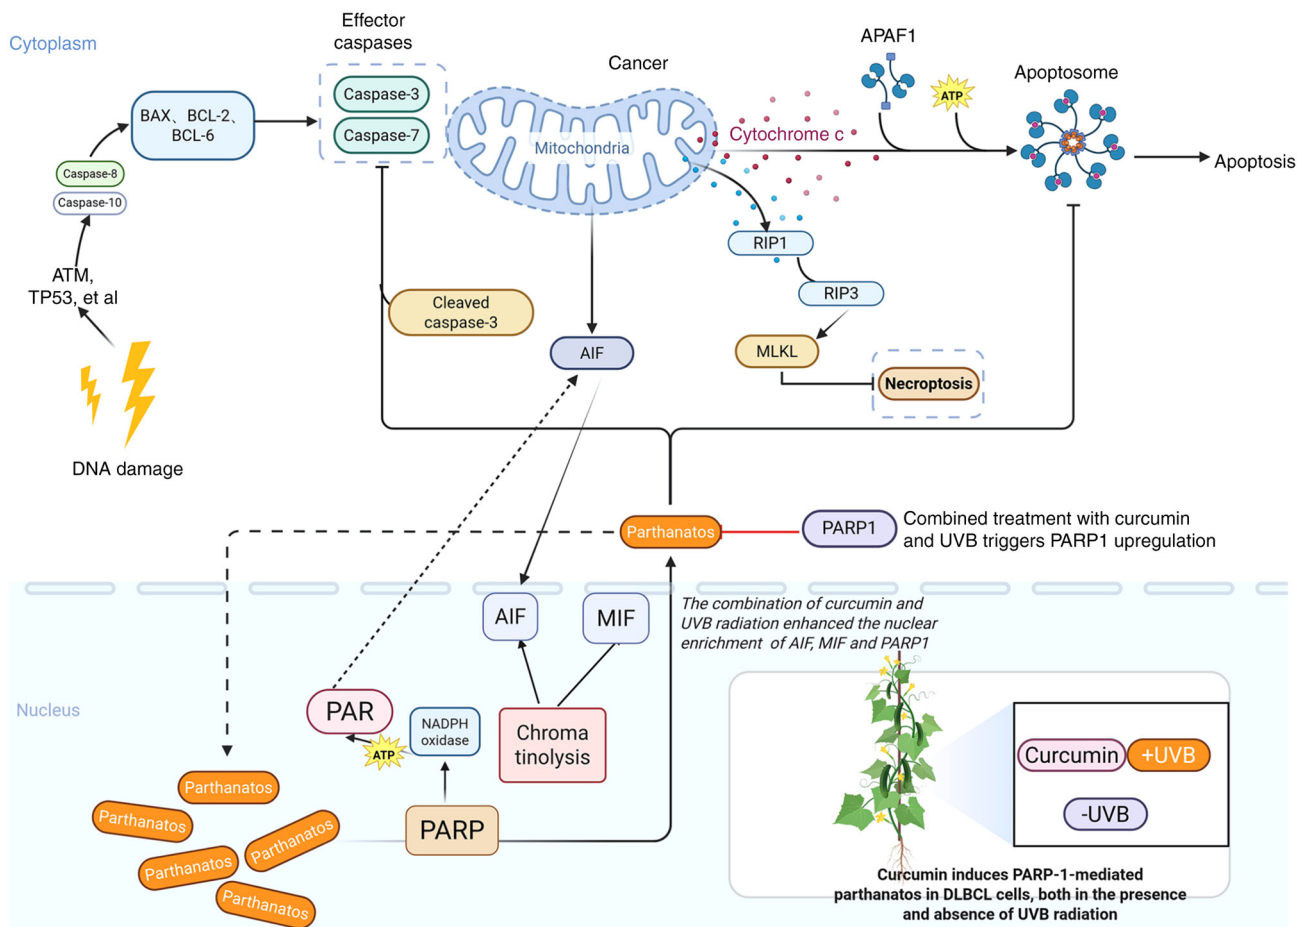 Cytoplasm
Effector
caspases
Caspase-3
Caspase-7
BAX、BCL-2、
BCL-6
Caspase-8
Caspase-10
ATM,
TP53, et al
DNA damage
Cancer
Mitochondria
Cytochrome c
APAF1
ATP
Apoptosome
Apoptosis
RIP1
RIP3
MLKL
Necroptosis
Cleaved
caspase-3
AIF
Parthanatos
PARP1
Combined treatment with curcumin
and UVB triggers PARP1 upregulation
The combination of curcumin and
UVB radiation enhanced the nuclear
enrichment of AIF, MIF and PARP1
Nucleus
AIF
MIF
Chroma
tinolysis
PAR
ATP
NADPH
oxidase
PARP
Parthanatos
Parthanatos
Parthanatos
Parthanatos
Parthanatos
Curcumin
+UVB
-UVB
Curcumin induces PARP-1-mediated
parthanatos in DLBCL cells, both in the presence
and absence of UVB radiation